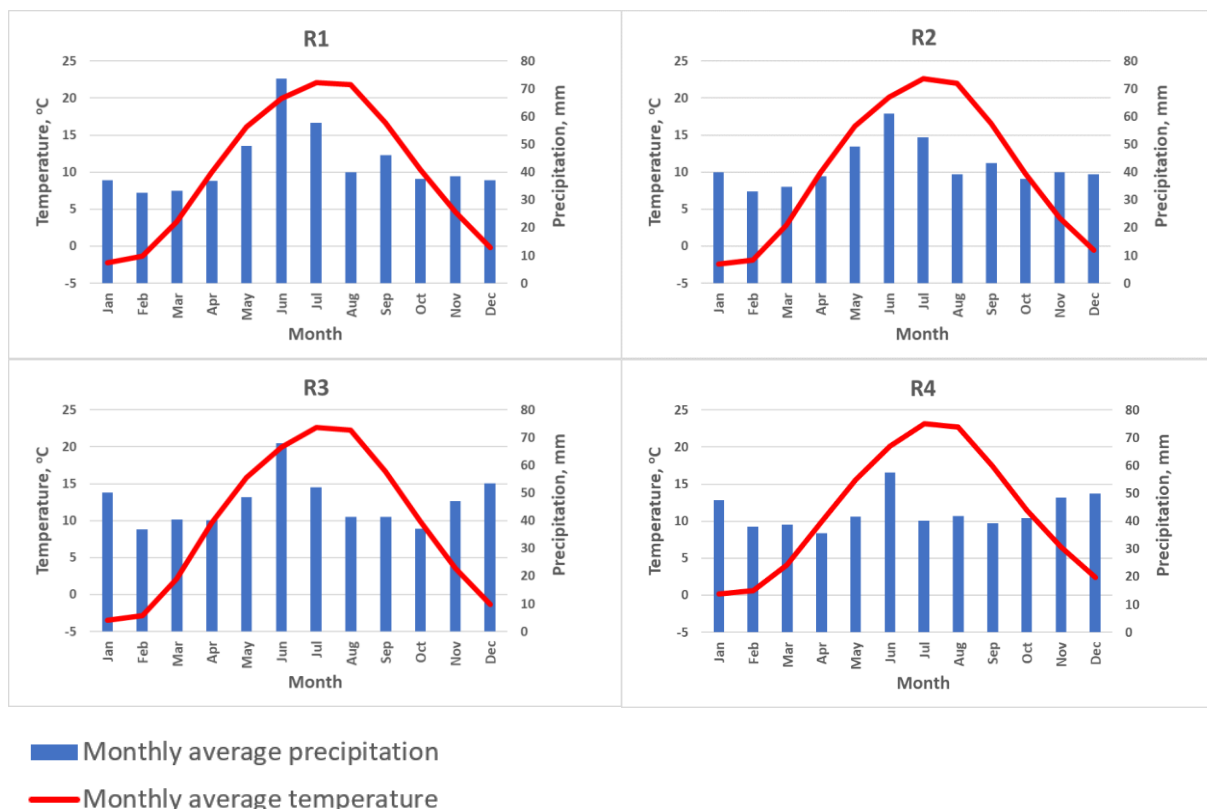 R1
Temperature, °C
25
20
15
10
5
0
-5
80
70
60
50
40
30
20
10
0
Precipitation, mm
Jan Feb Mar Apr May Jun Jul Aug Sep Oct Nov Dec
Month
R2
Temperature, °C
25
20
15
10
5
0
-5
80
70
60
50
40
30
20
10
0
Precipitation, mm
Jan Feb Mar Apr May Jun Jul Aug Sep Oct Nov Dec
Month
R3
Temperature, °C
25
20
15
10
5
0
-5
80
70
60
50
40
30
20
10
0
Precipitation, mm
Jan Feb Mar Apr May Jun Jul Aug Sep Oct Nov Dec
Month
R4
Temperature, °C
25
20
15
10
5
0
-5
80
70
60
50
40
30
20
10
0
Precipitation, mm
Jan Feb Mar Apr May Jun Jul Aug Sep Oct Nov Dec
Month
Monthly average precipitation
Monthly average temperature